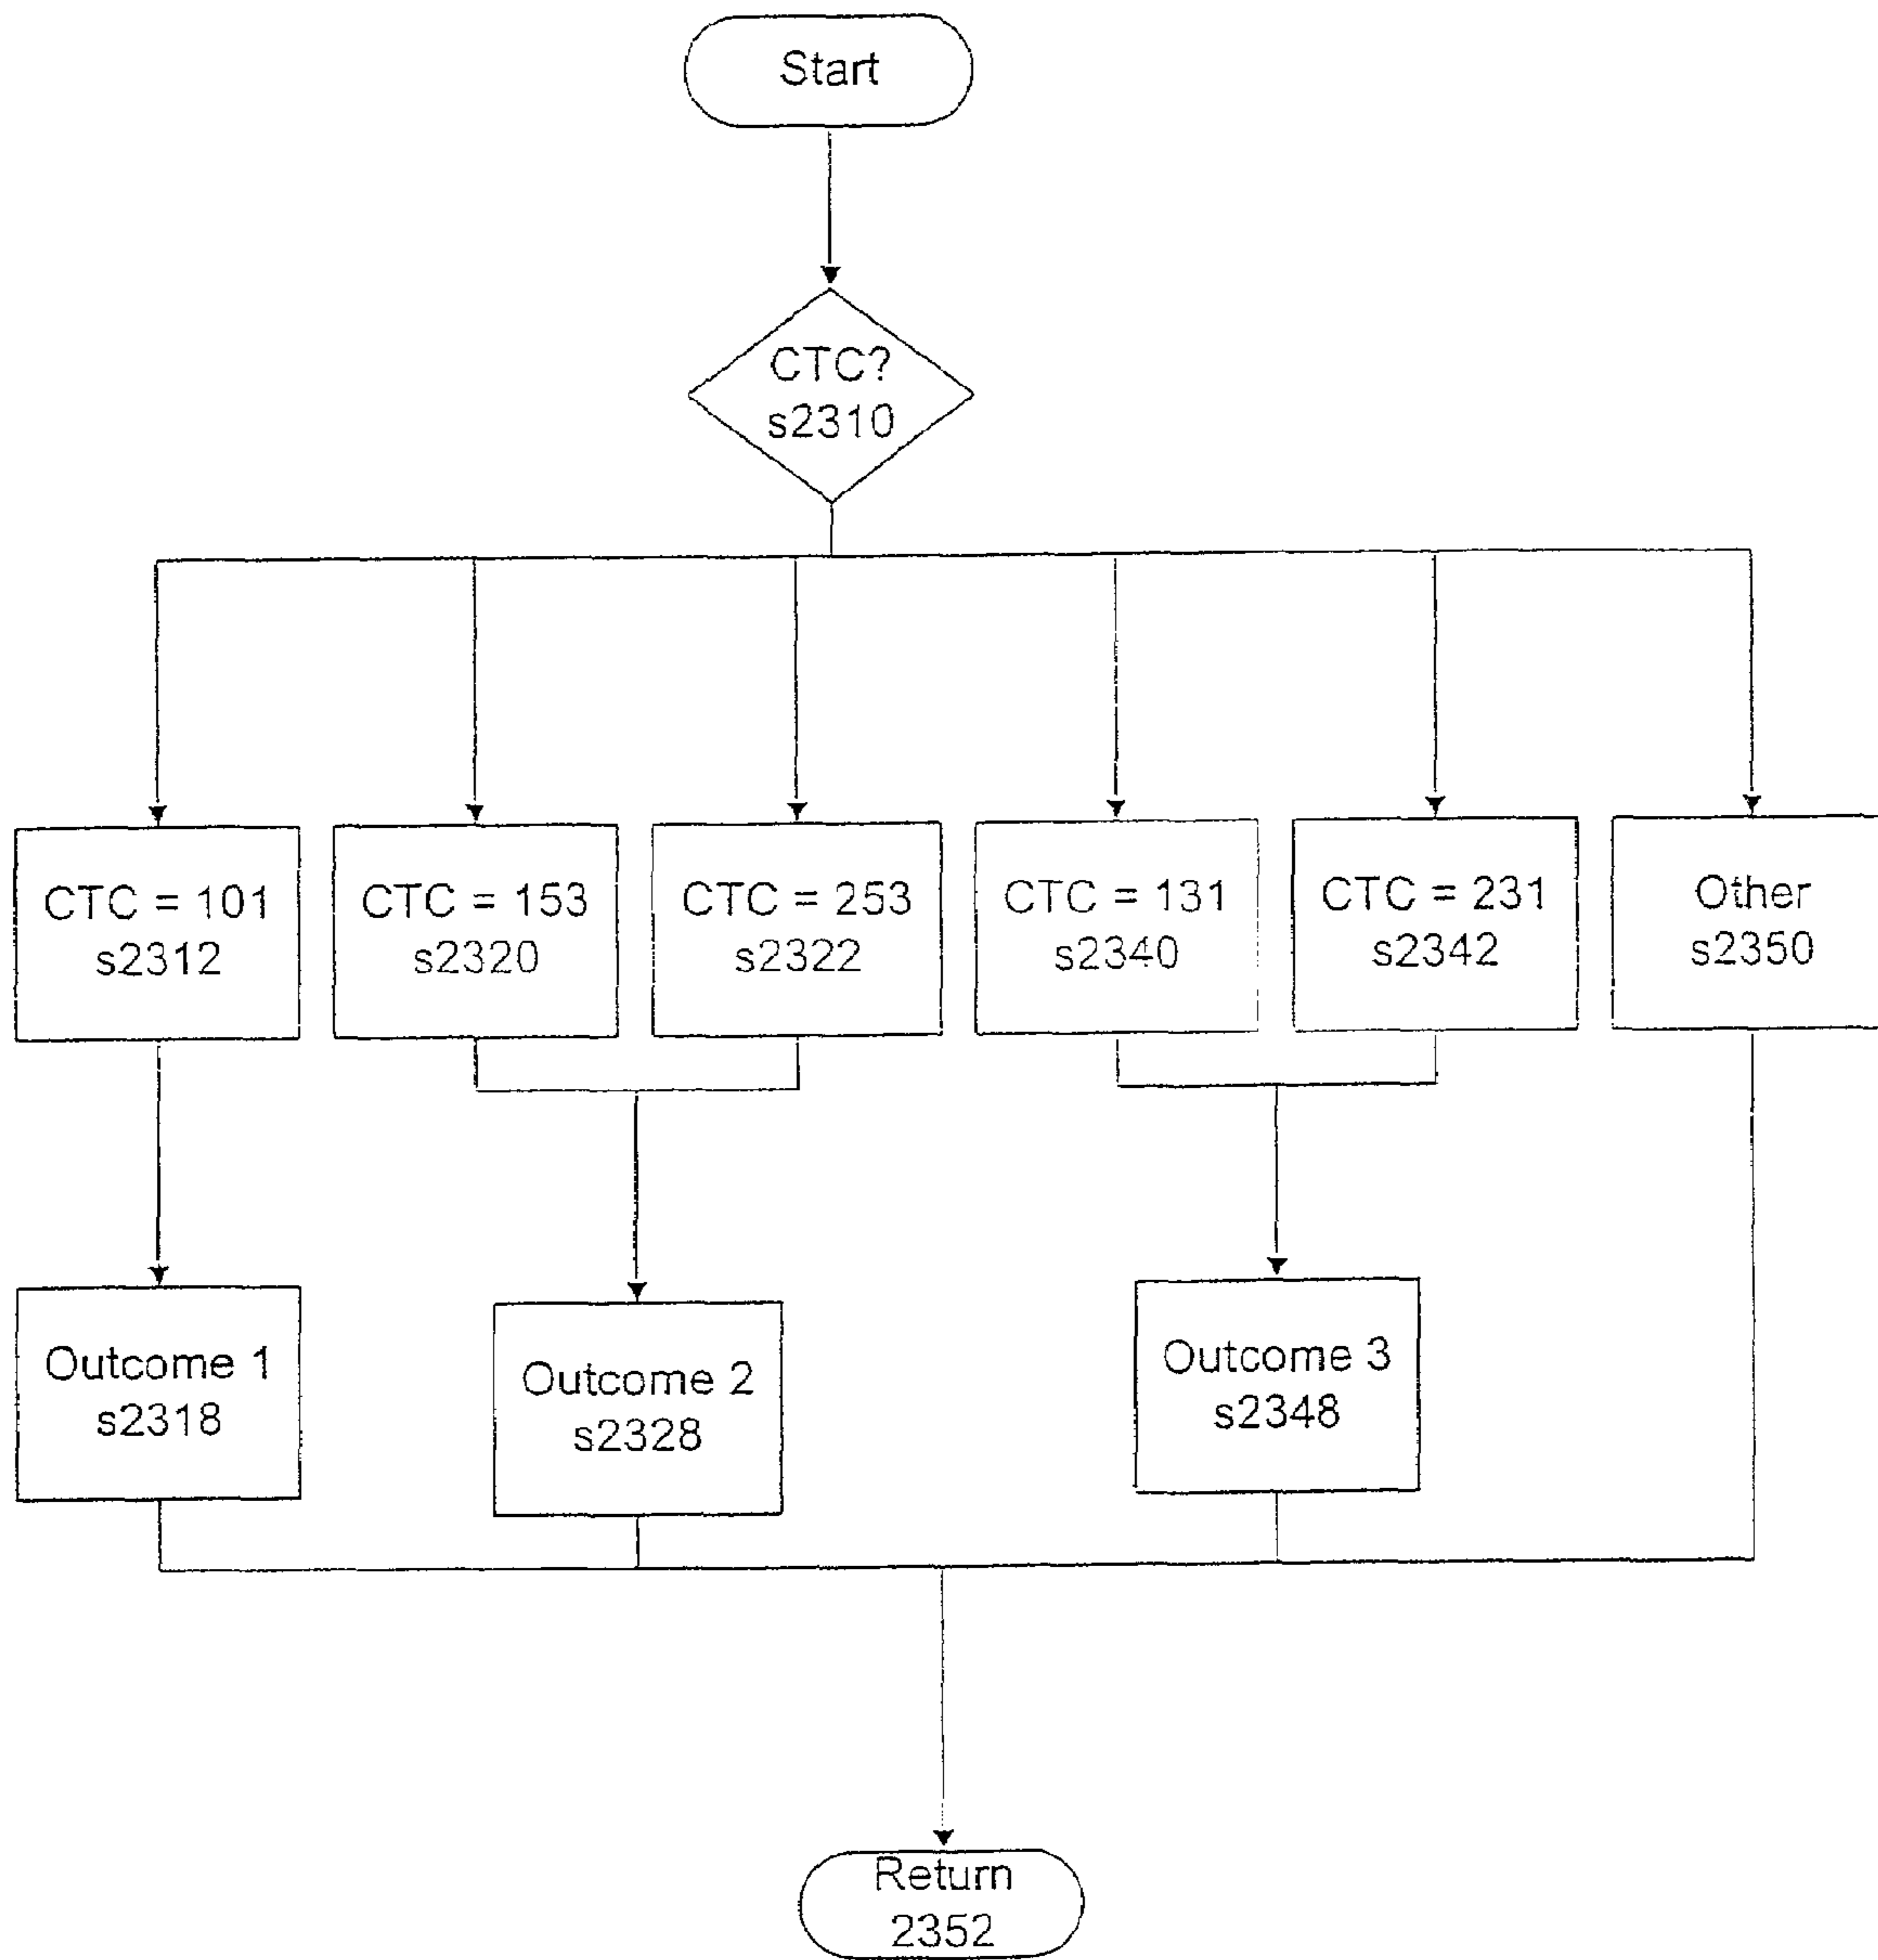 Start
CTC?
s2310
CTC = 101
s2312
CTC = 153
s2320
CTC = 253
s2322
CTC = 131
s2340
CTC = 231
s2342
Other
s2350
Outcome 1
s2318
Outcome 2
s2328
Outcome 3
s2348
Return
2352